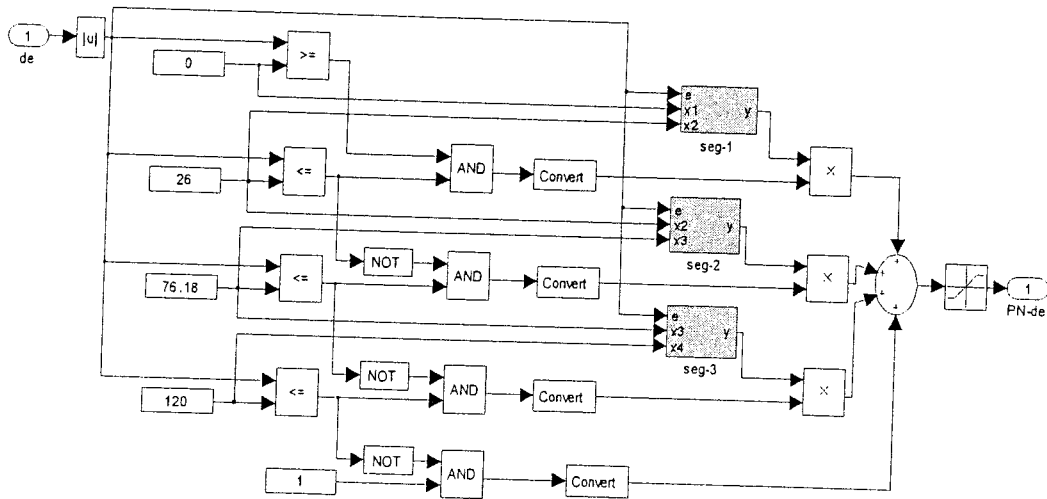 1
de
|u|
>=
0
e
x1
x2
y
seg-1
<=
26
AND
Convert
×
e
x2
x3
y
seg-2
NOT
<=
76.18
AND
Convert
×
+
+
+
+
1
PN-de
e
x3
x4
y
seg-3
NOT
<=
120
AND
Convert
×
NOT
1
AND
Convert